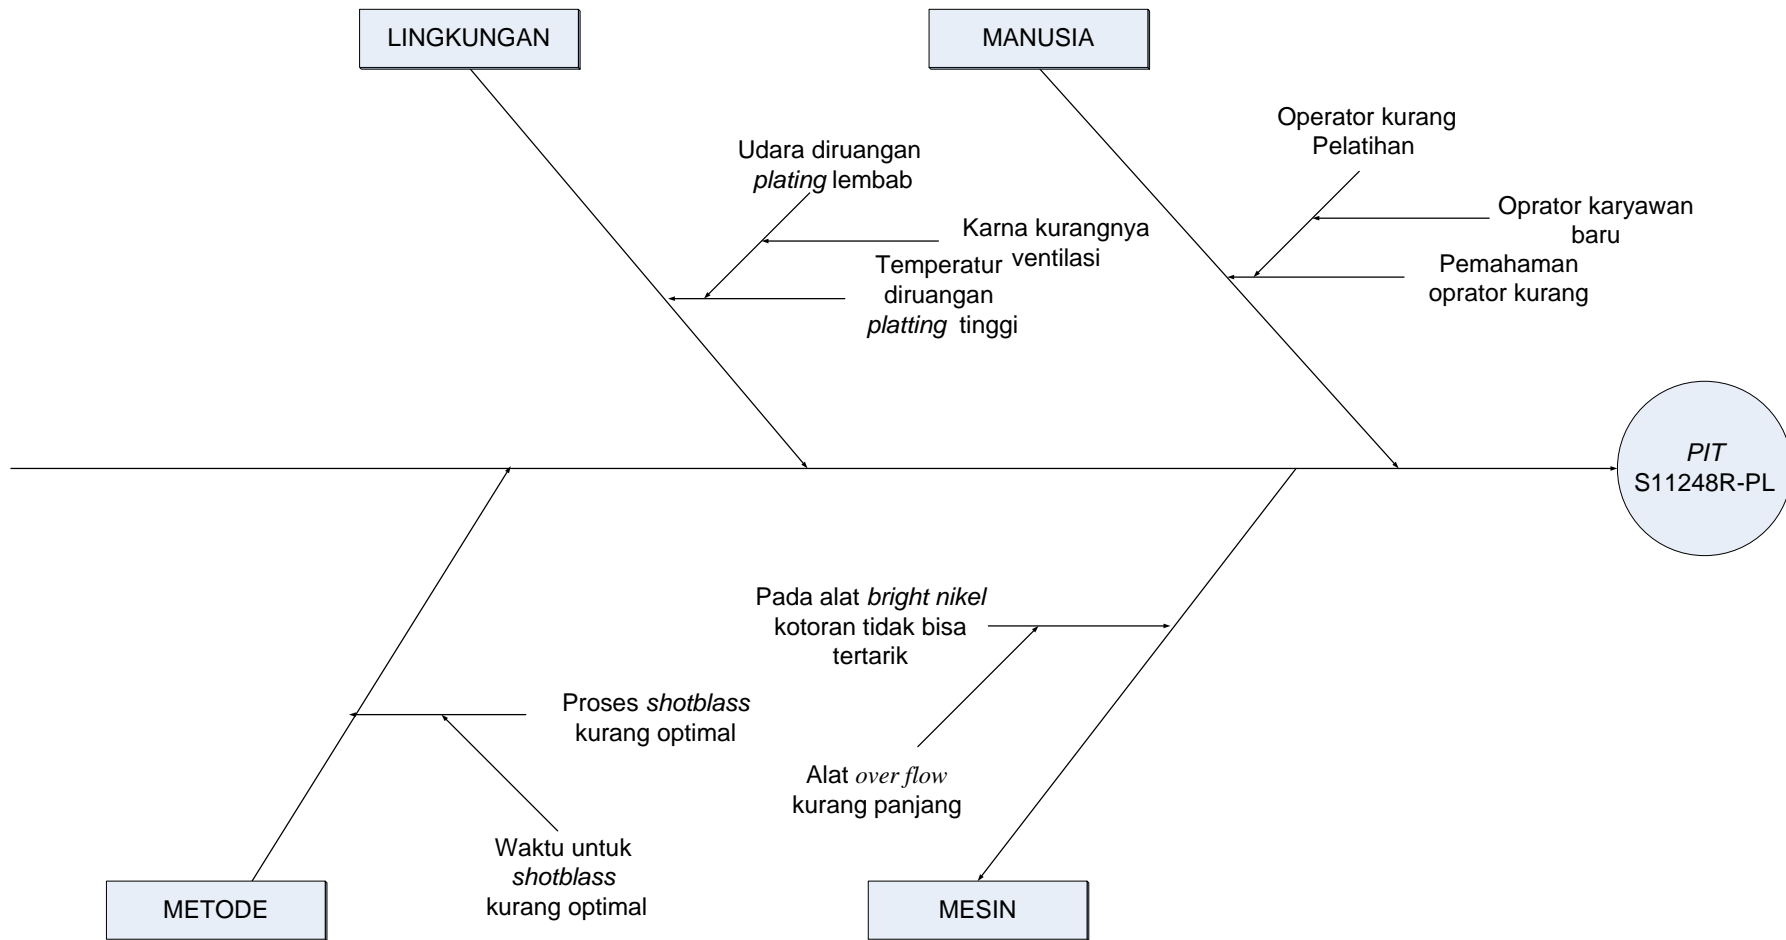 LINGKUNGAN
MANUSIA
Operator kurang
Pelatihan
Udara diruangan
plating lembab
Oprator karyawan
baru
Karna kurangnya
ventilasi
Temperatur
diruangan
platting tinggi
Pemahaman
oprator kurang
PIT
S11248R-PL
Pada alat bright nikel
kotoran tidak bisa
tertarik
Proses shotblass
kurang optimal
Alat over flow
kurang panjang
Waktu untuk
shotblass
kurang optimal
METODE
MESIN